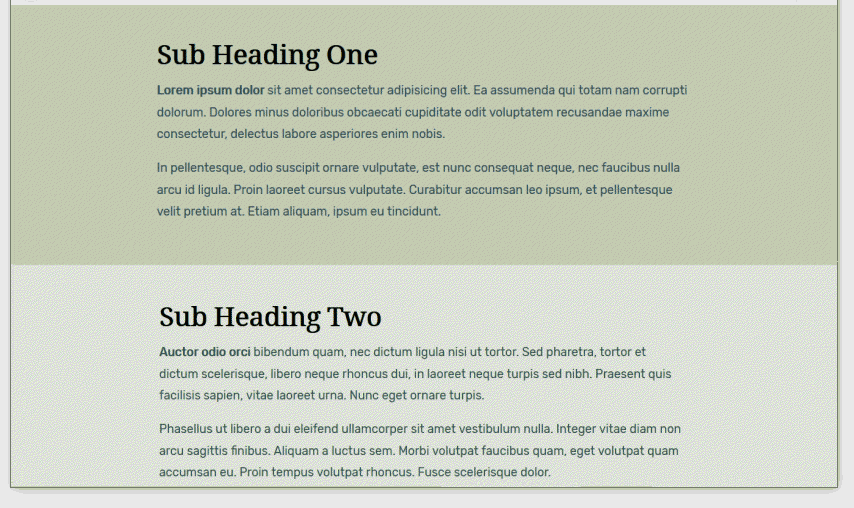 Sub Heading One
Lorem ipsum dolor sit amet consectetur adipisicing elit. Ea assumenda qui totam nam corrupti
dolorum. Dolores minus doloribus obcaecati cupiditate odit voluptatem recusandae maxime
consectetur, delectus labore asperiores enim nobis.
In pellentesque, odio suscipit ornare vulputate, est nunc consequat neque, nec faucibus nulla
arcu id ligula. Proin laoreet cursus vulputate. Curabitur accumsan leo ipsum, et pellentesque
velit pretium at. Etiam aliquam, ipsum eu tincidunt.
Sub Heading Two
Auctor odio orci bibendum quam, nec dictum ligula nisi ut tortor. Sed pharetra, tortor et
dictum scelerisque, libero neque rhoncus dui, in laoreet neque turpis sed nibh. Praesent quis
facilisis sapien, vitae laoreet urna. Nunc eget ornare turpis.
Phasellus ut libero a dui eleifend ullamcorper sit amet vestibulum nulla. Integer vitae diam non
arcu sagittis finibus. Aliquam a luctus sem. Morbi volutpat faucibus quam, eget volutpat quam
accumsan eu. Proin tempus volutpat rhoncus. Fusce scelerisque dolor.